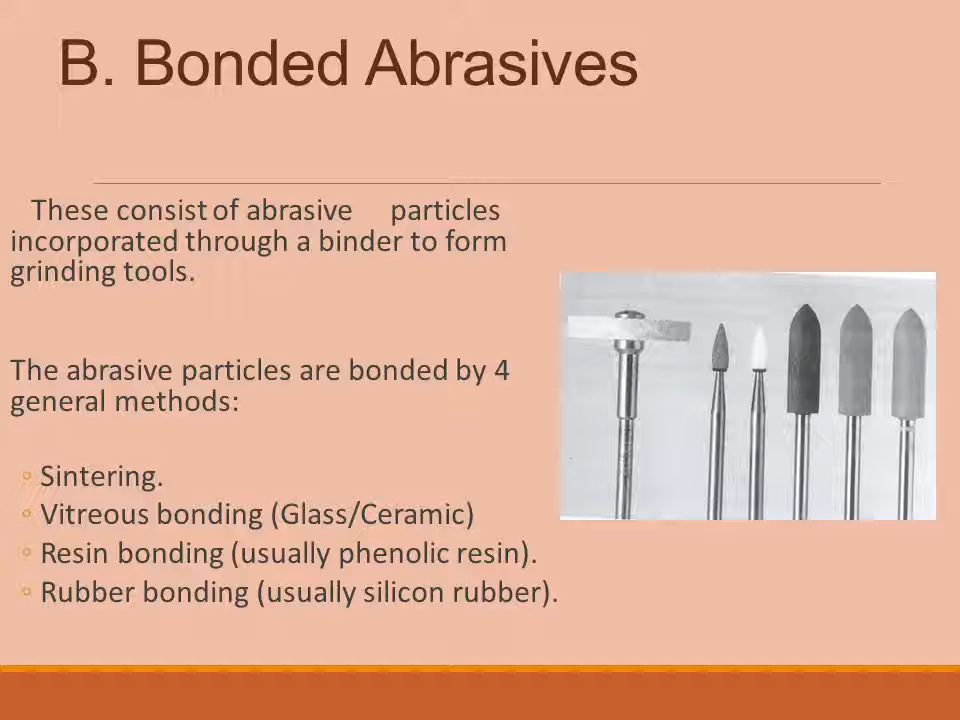 B. Bonded Abrasives
These consist of abrasive particles
incorporated through a binder to form
grinding tools.
The abrasive particles are bonded by 4
general methods:
◦ Sintering.
◦ Vitreous bonding (Glass/Ceramic)
◦ Resin bonding (usually phenolic resin).
◦ Rubber bonding (usually silicon rubber).